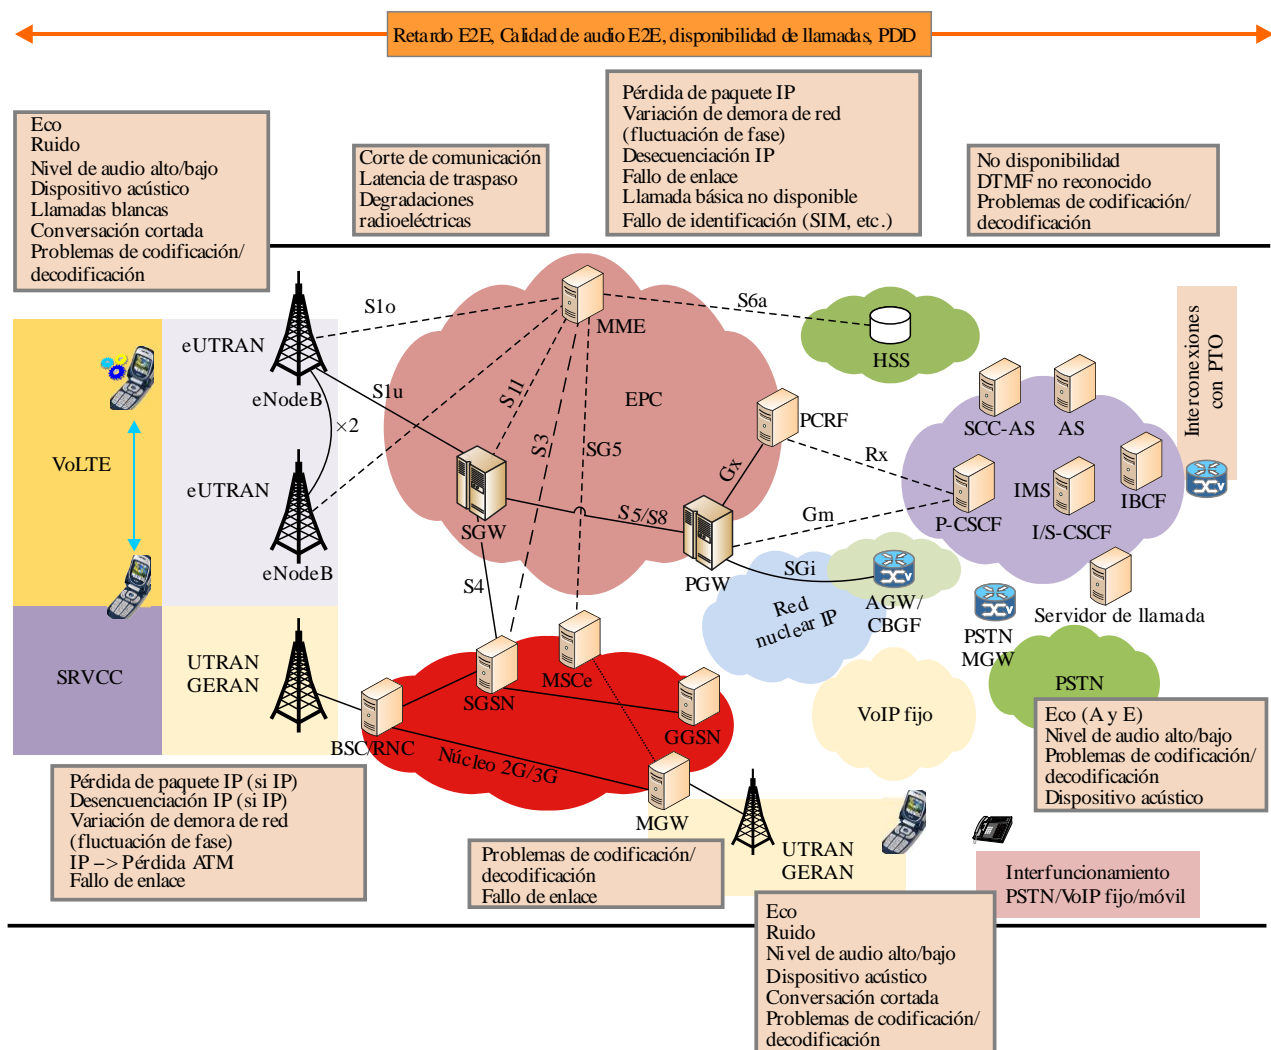 Retardo E2E, Calidad de audio E2E, disponibilidad de llamadas, PDD
Eco
Ruido
Nivel de audio alto/bajo
Dispositivo acústico
Llamadas blancas
Conversación cortada
Problemas de codificación/
decodificación
Corte de comunicación
Latencia de traspaso
Degradaciones
radioeléctricas
Pérdida de paquete IP
Variación de demora de red
(fluctuación de fase)
Desecuenciación IP
Fallo de enlace
Llamada básica no disponible
Fallo de identificación (SIM, etc.)
No disponibilidad
DTMF no reconocido
Problemas de codificación/
decodificación
VoLTE
SRVCC
eUTRAN
eNodeB
×2
eUTRAN
eNodeB
UTRAN
GERAN
S1o
S1u
MME
S6a
HSS
S11
S3
SG5
EPC
SGW
S5/S8
S4
PCRF
Gx
Rx
Gm
PGW
SGi
SCC-AS
AS
IMS
P-CSCF
I/S-CSCF
IBCF
Interconexiones
con PTO
Red
nuclear IP
AGW/
CBGF
PSTN
MGW
Servidor de llamada
PSTN
VoIP fijo
BSC/RNC
SGSN
MSCe
GGSN
Núcleo 2G/3G
MGW
UTRAN
GERAN
Eco (A y E)
Nivel de audio alto/bajo
Problemas de codificación/
decodificación
Dispositivo acústico
Pérdida de paquete IP (si IP)
Desencuenciación IP (si IP)
Variación de demora de red
(fluctuación de fase)
IP –> Pérdida ATM
Fallo de enlace
Problemas de codificación/
decodificación
Fallo de enlace
Interfuncionamiento
PSTN/VoIP fijo/móvil
Eco
Ruido
Nivel de audio alto/bajo
Dispositivo acústico
Conversación cortada
Problemas de codificación/
decodificación